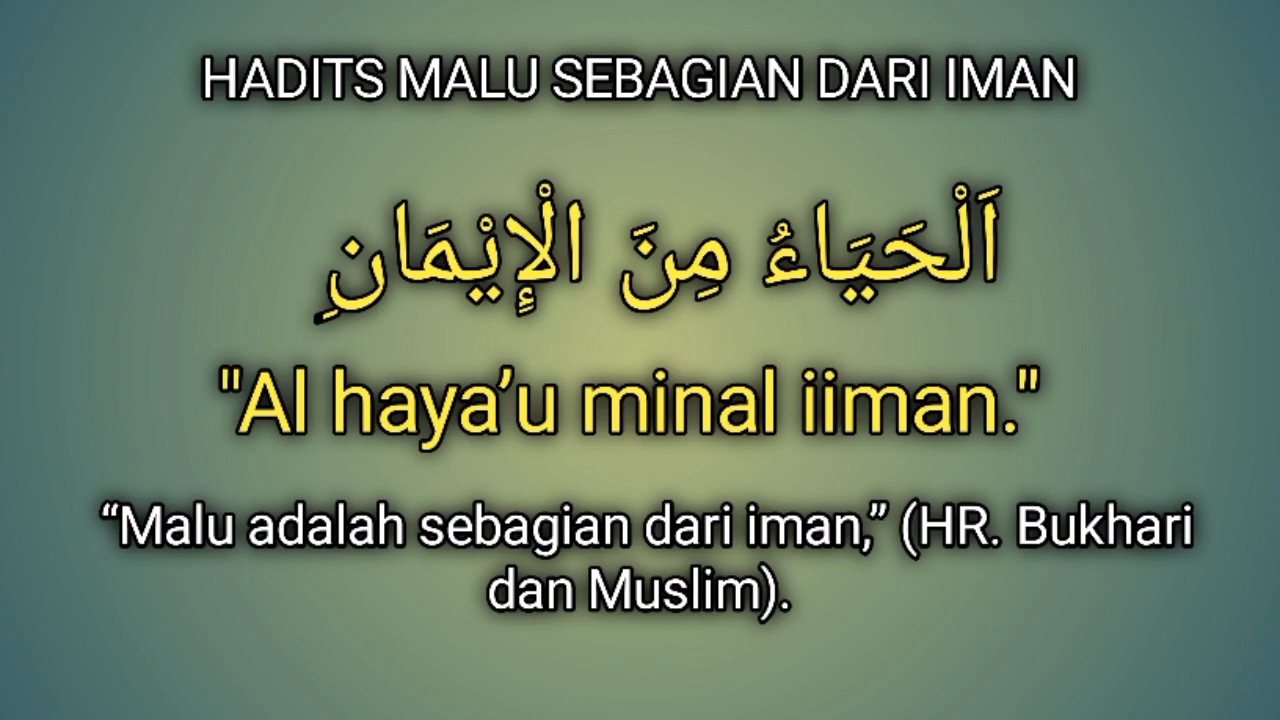 HADITS MALU SEBAGIAN DARI IMAN
اَلْحَيَاءُ مِنَ الْإِيْمَانِ
"Al haya’u minal iiman."
“Malu adalah sebagian dari iman,” (HR. Bukhari
dan Muslim).